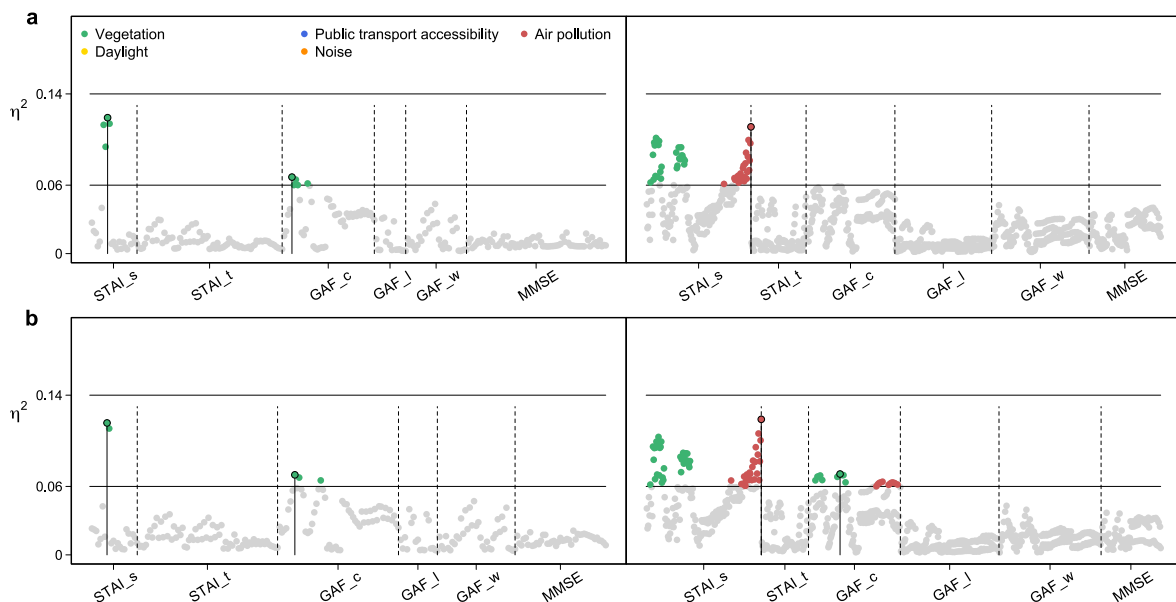 a
Vegetation
Public transport accessibility
Air pollution
Daylight
Noise
0.14
η²
0.06
0
STAI_s
STAI_t
GAF_c
GAF_l
GAF_w
MMSE
STAI_s
STAI_t
GAF_c
GAF_l
GAF_w
MMSE
b
0.14
η²
0.06
0
STAI_s
STAI_t
GAF_c
GAF_l
GAF_w
MMSE
STAI_s
STAI_t
GAF_c
GAF_l
GAF_w
MMSE